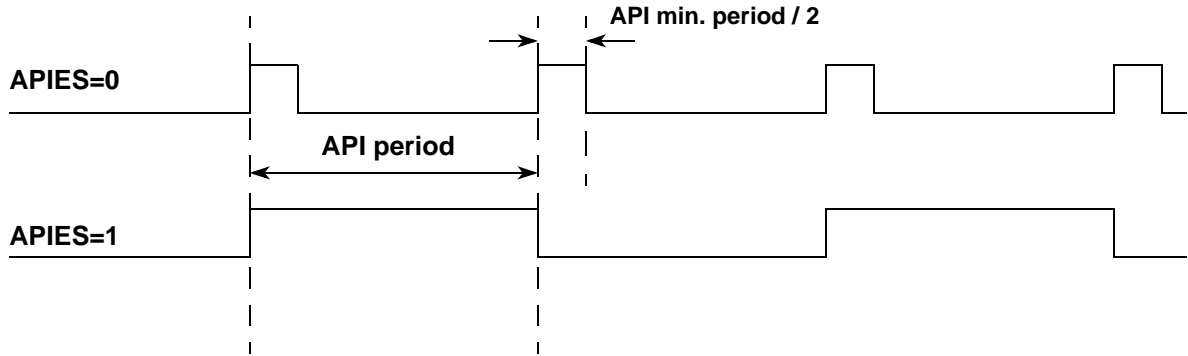 API min. period / 2
APIES=0
API period
APIES=1